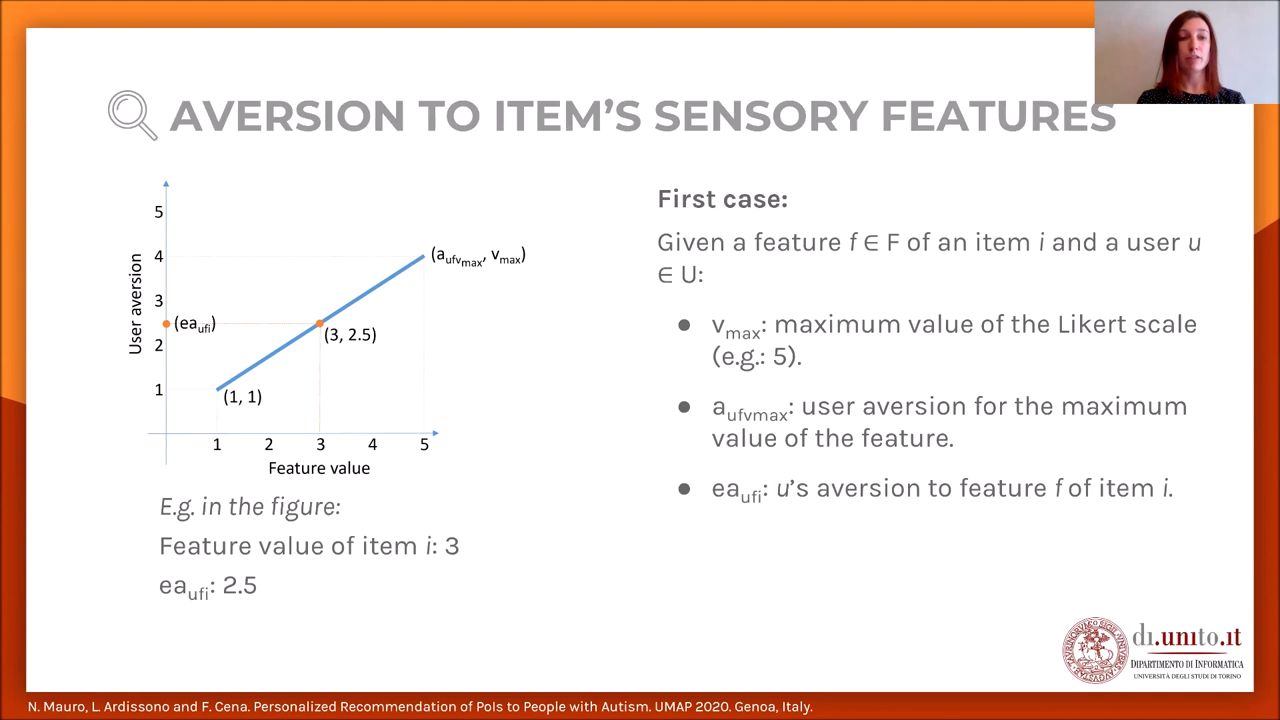 AVERSION TO ITEM'S SENSORY FEATURES
5
4
3
2
1
User aversion
(a_ufv_max, v_max)
(ea_ufi)
(3, 2.5)
(1, 1)
1 2 3 4 5
Feature value
E.g. in the figure:
Feature value of item i: 3
ea_ufi: 2.5
First case:
Given a feature f ∈ F of an item i and a user u
∈ U:
● v_max: maximum value of the Likert scale
(e.g.: 5).
● a_ufvmax: user aversion for the maximum
value of the feature.
● ea_ufi: u's aversion to feature f of item i.
di.unito.it
DIPARTIMENTO DI INFORMATICA
UNIVERSITÀ DEGLI STUDI DI TORINO
N. Mauro, L. Ardissono and F. Cena. Personalized Recommendation of PoIs to People with Autism. UMAP 2020. Genoa, Italy.